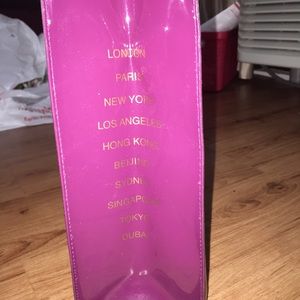 LONDON
PARIS
NEW YORK
LOS ANGELES
HONG KONG
BEIJING
SYDNEY
SINGAPORE
TOKYO
DUBAI